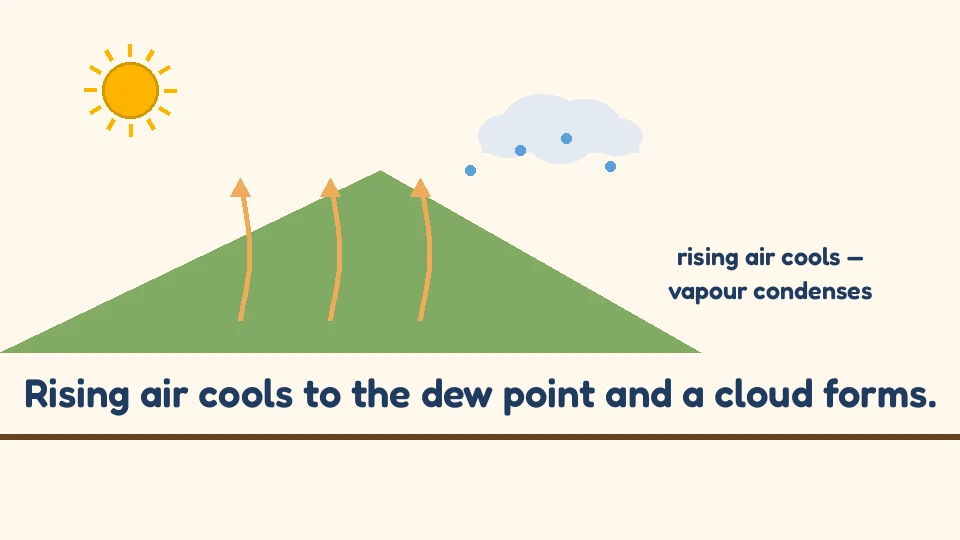 rising air cools —
vapour condenses
Rising air cools to the dew point and a cloud forms.